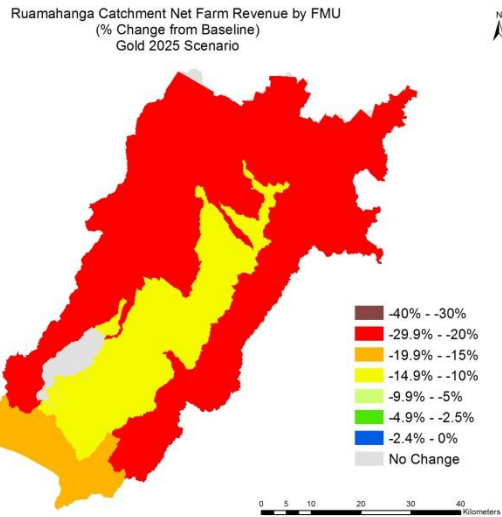 Ruamahanga Catchment Net Farm Revenue by FMU
(% Change from Baseline)
Gold 2025 Scenario
N
-40% - -30%
-29.9% - -20%
-19.9% - -15%
-14.9% - -10%
-9.9% - -5%
-4.9% - -2.5%
-2.4% - 0%
No Change
0 5 10 20 30 40
Kilometers